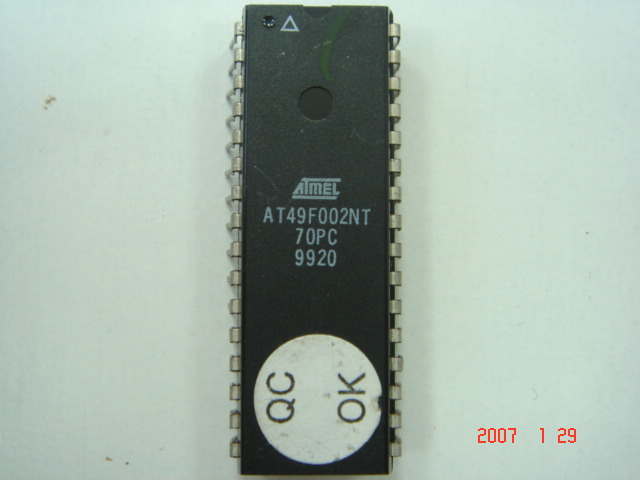 ATMEL
AT49F002NT
70PC
9920
QC
OK
2007 1 29